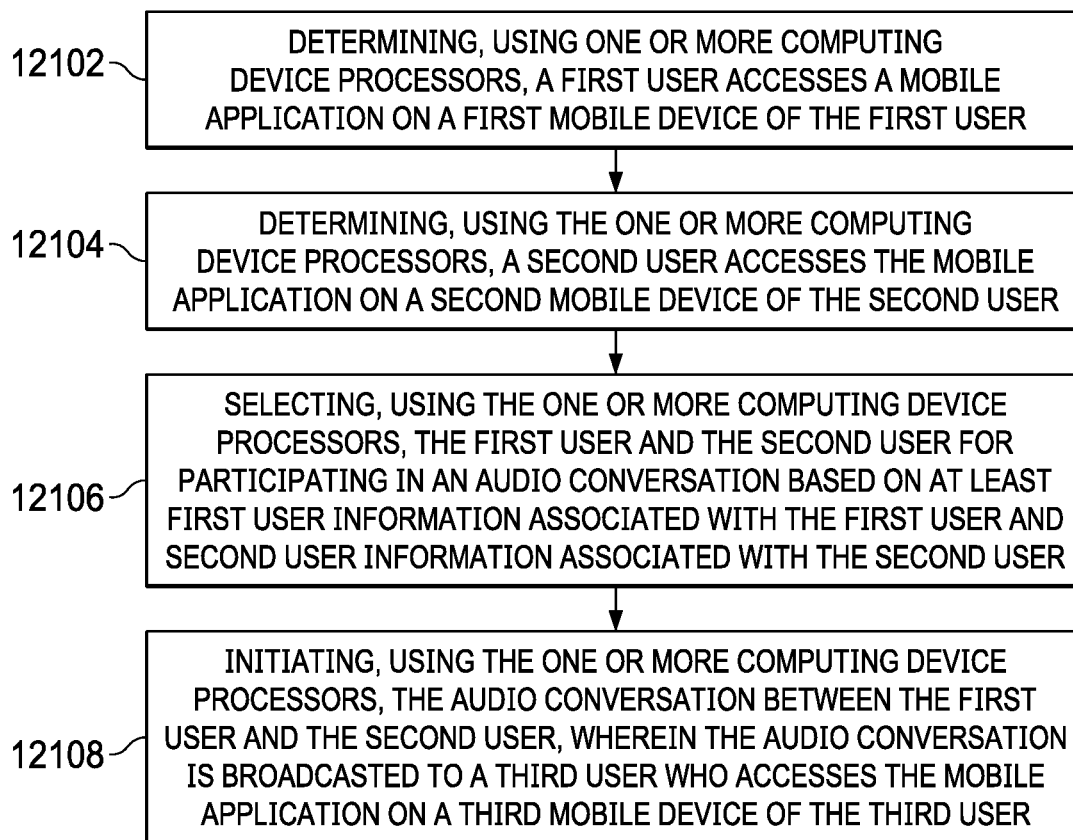 12102
DETERMINING, USING ONE OR MORE COMPUTING
DEVICE PROCESSORS, A FIRST USER ACCESSES A MOBILE
APPLICATION ON A FIRST MOBILE DEVICE OF THE FIRST USER
12104
DETERMINING, USING THE ONE OR MORE COMPUTING
DEVICE PROCESSORS, A SECOND USER ACCESSES THE MOBILE
APPLICATION ON A SECOND MOBILE DEVICE OF THE SECOND USER
12106
SELECTING, USING THE ONE OR MORE COMPUTING DEVICE
PROCESSORS, THE FIRST USER AND THE SECOND USER FOR
PARTICIPATING IN AN AUDIO CONVERSATION BASED ON AT LEAST
FIRST USER INFORMATION ASSOCIATED WITH THE FIRST USER AND
SECOND USER INFORMATION ASSOCIATED WITH THE SECOND USER
12108
INITIATING, USING THE ONE OR MORE COMPUTING DEVICE
PROCESSORS, THE AUDIO CONVERSATION BETWEEN THE FIRST
USER AND THE SECOND USER, WHEREIN THE AUDIO CONVERSATION
IS BROADCASTED TO A THIRD USER WHO ACCESSES THE MOBILE
APPLICATION ON A THIRD MOBILE DEVICE OF THE THIRD USER